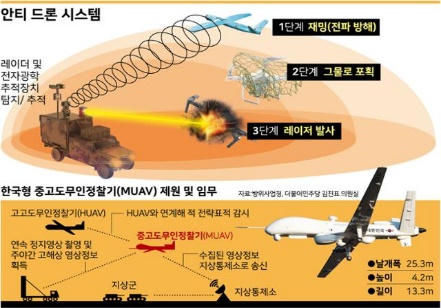 안티 드론 시스템
1단계 재밍(전파 방해)
레이더 및
전자광학
추적장치
탐지/ 추적
2단계 그물로 포획
3단계 레이저 발사
한국형 중고도무인정찰기(MUAV) 제원 및 임무
자료:방위사업청, 더불어민주당 김진표 의원실
고고도무인정찰기(HUAV)
HUAV와 연계해 적 전략표적 감시
중고도무인정찰기(MUAV)
연속 정지영상 촬영 및
주야간 고해상 영상정보
획득
수집된 영상정보
지상통제소로 송신
지상군
지상통제소
●날개폭 25.3m
●높이 4.2m
●길이 13.3m